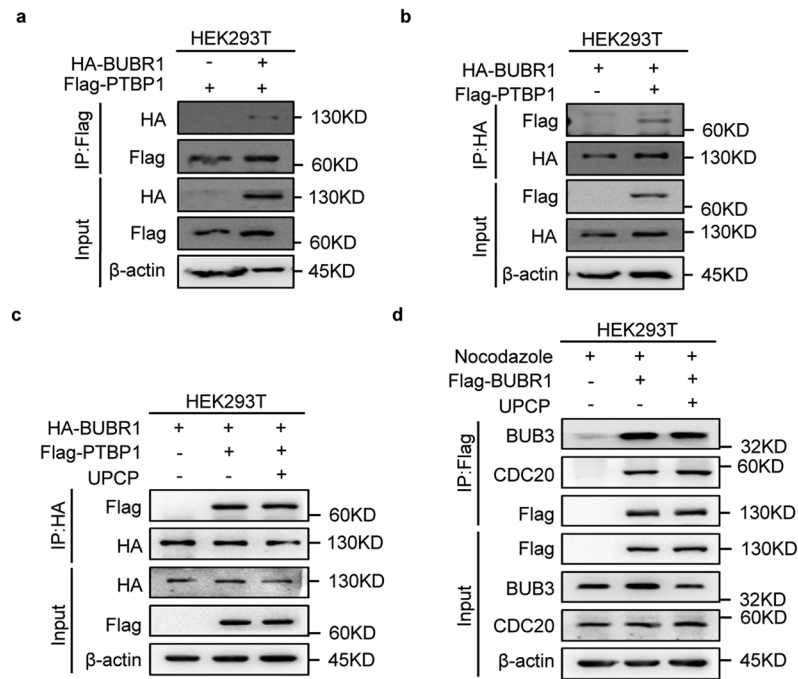 a
HEK293T
HA-BUBR1 - +
Flag-PTBP1 + +
IP:Flag
HA 130KD
Flag 60KD
Input
HA 130KD
Flag 60KD
β-actin 45KD
b
HEK293T
HA-BUBR1 + +
Flag-PTBP1 - +
IP:HA
Flag 60KD
HA 130KD
Input
Flag 60KD
HA 130KD
β-actin 45KD
c
HEK293T
HA-BUBR1 + + +
Flag-PTBP1 - + +
UPCP - - +
IP:HA
Flag 60KD
HA 130KD
Input
HA 130KD
Flag 60KD
β-actin 45KD
d
HEK293T
Nocodazole + + +
Flag-BUBR1 - + +
UPCP - - +
IP:Flag
BUB3 32KD
CDC20 60KD
Flag 130KD
Input
Flag 130KD
BUB3 32KD
CDC20 60KD
β-actin 45KD